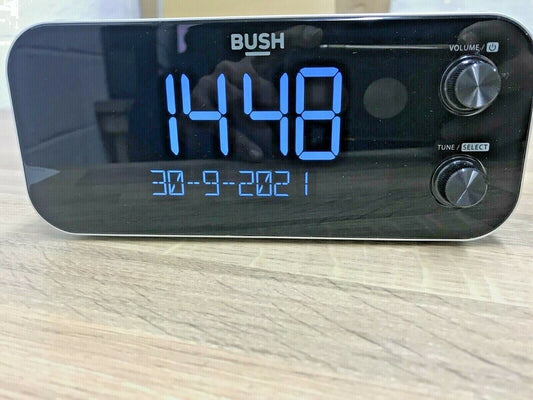 BUSH
VOLUME /
1448
TUNE / SELECT
30-9-2021